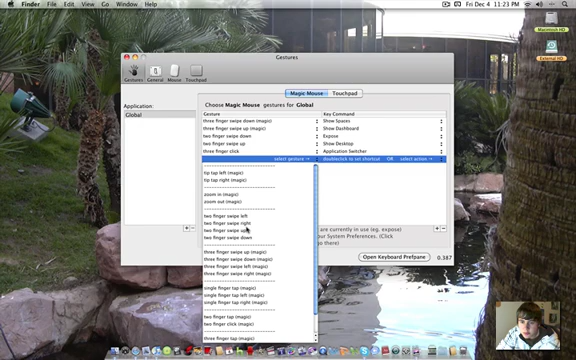 Finder File Edit View Go Window Help
Fri Dec 4 11:23 PM
Gestures
Macintosh HD
External HD
Gestures General Mouse Touchpad
Magic Mouse Touchpad
Application:
Global
Choose Magic Mouse gestures for Global
Gesture Key Command
three finger swipe down (magic) Show Spaces
three finger swipe up (magic) Show Dashboard
two finger swipe down Expose
two finger swipe up Show Desktop
three finger click Application Switcher
select gesture doubleclick to set shortcut OR select action
tip tap left (magic)
tip tap right (magic)
zoom in (magic)
zoom out (magic)
two finger swipe left
two finger swipe right
two finger swipe up
two finger swipe down
three finger swipe up (magic)
three finger swipe down (magic)
three finger swipe left (magic)
three finger swipe right (magic)
single finger tap (magic)
single finger tap left (magic)
single finger tap right (magic)
two finger tap (magic)
two finger click (magic)
three finger tap (magic)
are currently in use (eg. expose)
ur System Preferences. (Click
go there)
Open Keyboard Prefpane 0.387